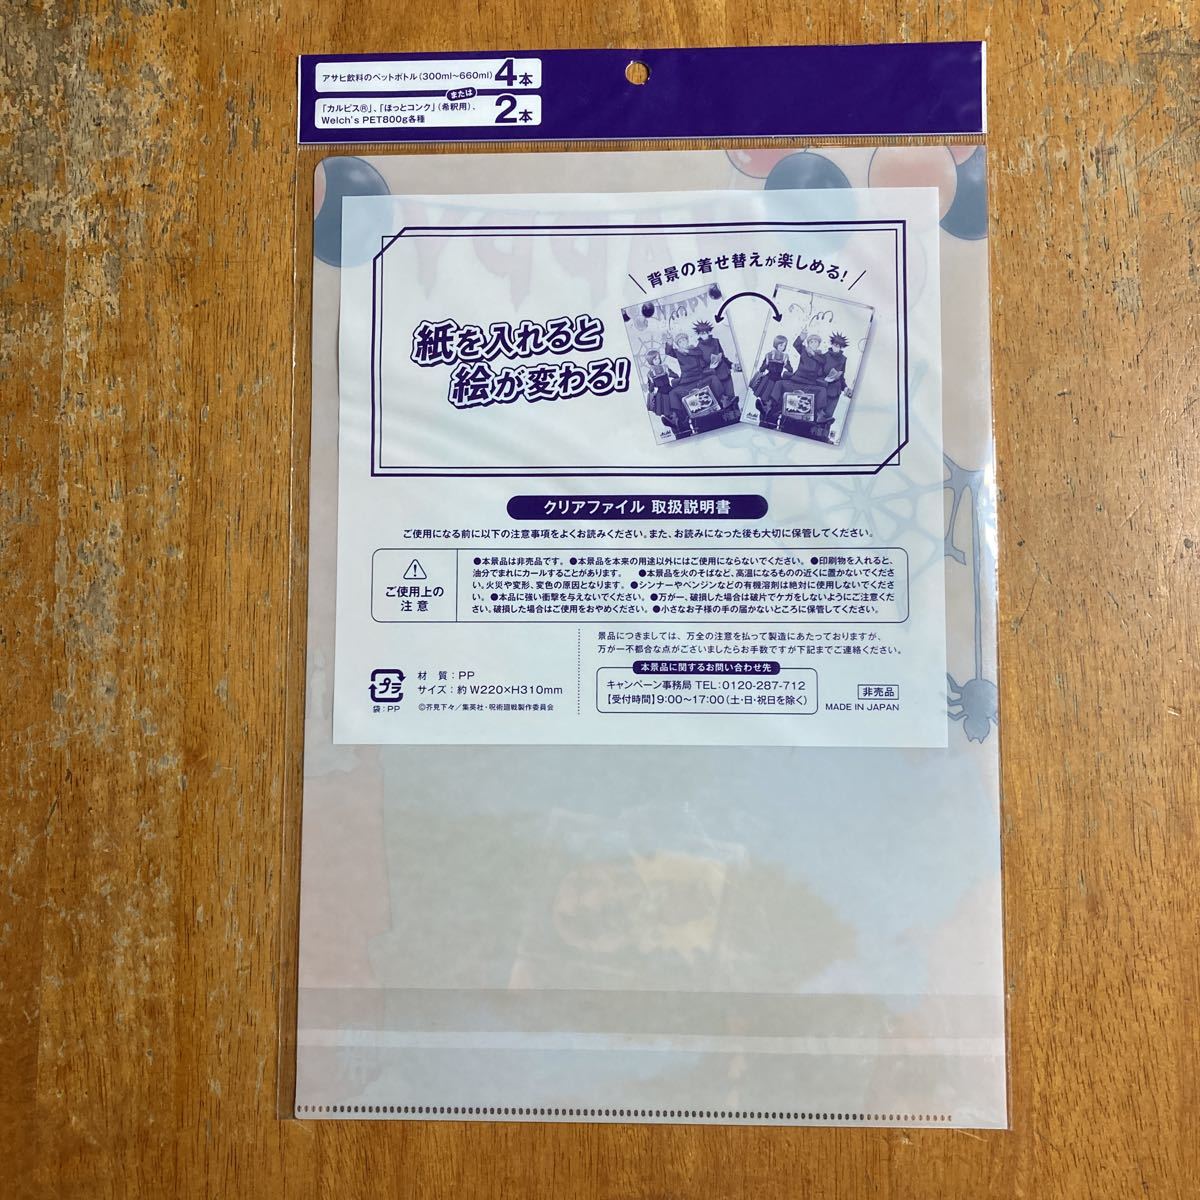 アサヒ飲料のペットボトル(300ml～660ml) 4本
または
「カルピス®」、「ほっとコンク」(希釈用)、
Welch's PET800g各種 2本
HAPPY
背景の着せ替えが楽しめる!
紙を入れると
絵が変わる!
HAPPY
Asahi
Asahi
クリアファイル 取扱説明書
ご使用になる前に以下の注意事項をよくお読みください。また、お読みになった後も大切に保管してください。
ご使用上の
注 意
●本景品は非売品です。 ●本景品を本来の用途以外にはご使用にならないでください。 ●印刷物を入れると、
油分でまれにカールすることがあります。 ●本景品を火のそばなど、高温になるものの近くに置かないでくださ
い。火災や変形、変色の原因となります。 ●シンナーやベンジンなどの有機溶剤は絶対に使用しないでくださ
い。 ●本品に強い衝撃を与えないでください。 ●万が一、破損した場合は破片でケガをしないようにご注意くだ
さい。破損した場合はご使用をおやめください。 ●小さなお子様の手の届かないところに保管してください。
景品につきましては、万全の注意を払って製造にあたっておりますが、
万が一不都合な点がございましたらお手数ですが下記までご連絡ください。
本景品に関するお問い合わせ先
キャンペーン事務局 TEL:0120-287-712
【受付時間】9:00～17:00(土・日・祝日を除く)
プラ
袋:PP
材 質:PP
サイズ:約 W220×H310mm
©芥見下々／集英社・呪術廻戦製作委員会
非売品
MADE IN JAPAN